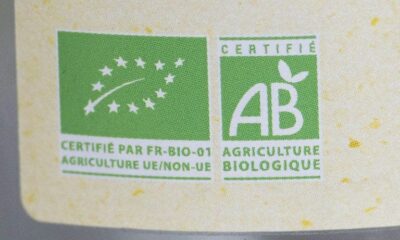 CERTIFIÉ PAR FR-BIO-01
AGRICULTURE UE/NON-UE
CERTIFIÉ
AB
AGRICULTURE
BIOLOGIQUE